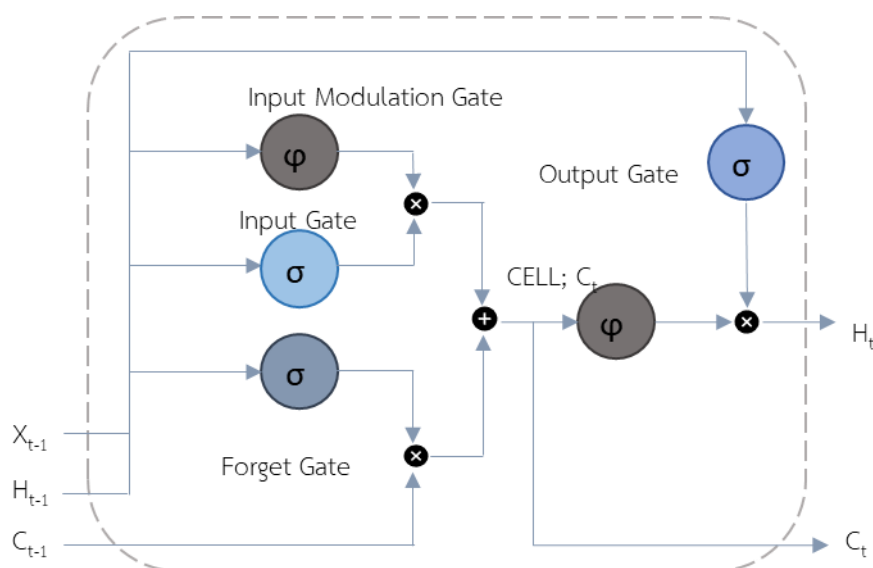 Input Modulation Gate
φ
Output Gate
σ
×
Input Gate
σ
CELL; Cₜ
+
φ
×
Hₜ
σ
Xₜ₋₁
×
Forget Gate
Hₜ₋₁
Cₜ₋₁
Cₜ